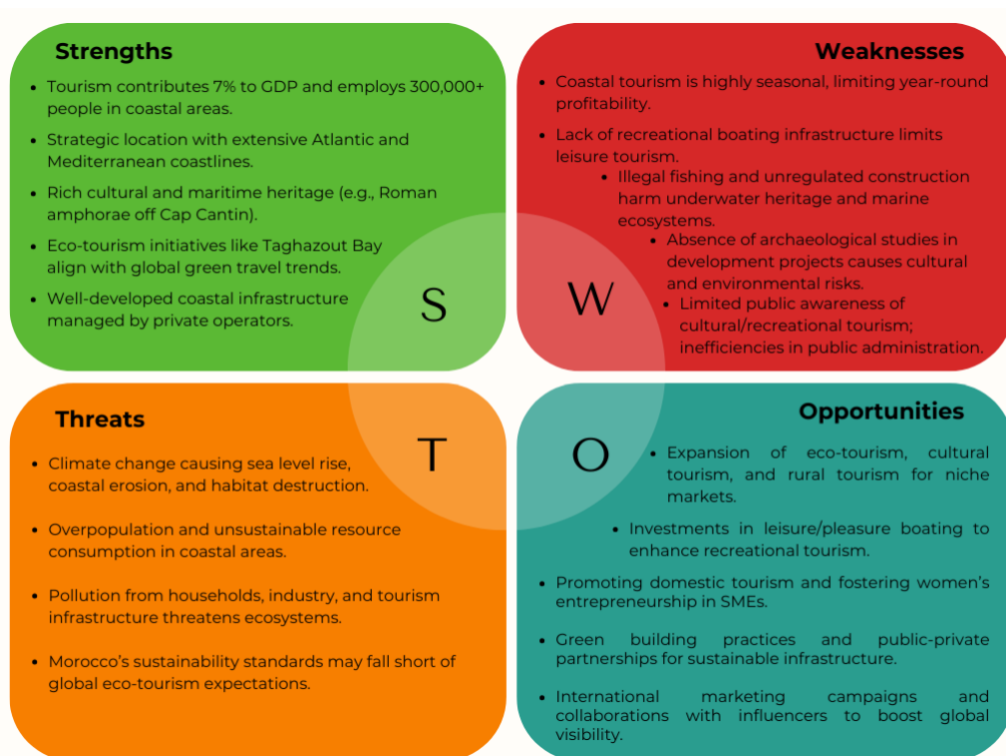 Strengths
• Tourism contributes 7% to GDP and employs 300,000+
people in coastal areas.
• Strategic location with extensive Atlantic and
Mediterranean coastlines.
• Rich cultural and maritime heritage (e.g., Roman
amphorae off Cap Cantin).
• Eco-tourism initiatives like Taghazout Bay
align with global green travel trends.
• Well-developed coastal infrastructure
managed by private operators.
S
Weaknesses
• Coastal tourism is highly seasonal, limiting year-round
profitability.
• Lack of recreational boating infrastructure limits
leisure tourism.
• Illegal fishing and unregulated construction
harm underwater heritage and marine
ecosystems.
• Absence of archaeological studies in
development projects causes cultural
and environmental risks.
• Limited public awareness of
cultural/recreational tourism;
inefficiencies in public administration.
W
Threats
• Climate change causing sea level rise,
coastal erosion, and habitat destruction.
• Overpopulation and unsustainable resource
consumption in coastal areas.
• Pollution from households, industry, and tourism
infrastructure threatens ecosystems.
• Morocco's sustainability standards may fall short of
global eco-tourism expectations.
T
Opportunities
• Expansion of eco-tourism, cultural
tourism, and rural tourism for niche
markets.
• Investments in leisure/pleasure boating to
enhance recreational tourism.
• Promoting domestic tourism and fostering women's
entrepreneurship in SMEs.
• Green building practices and public-private
partnerships for sustainable infrastructure.
• International marketing campaigns and
collaborations with influencers to boost global
visibility.
O